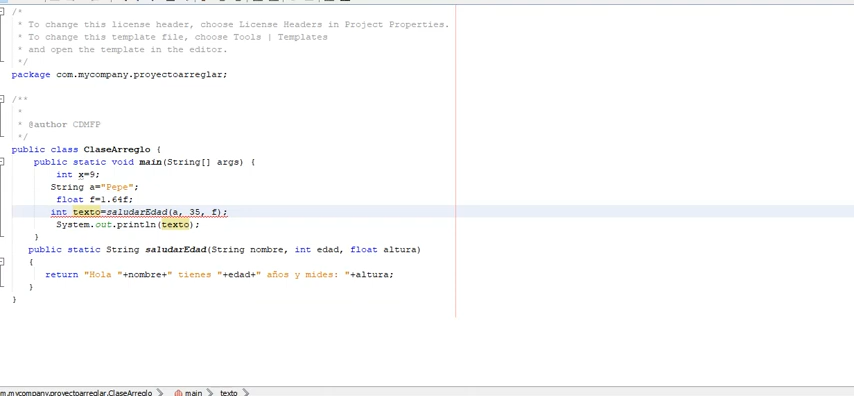 /*
 * To change this license header, choose License Headers in Project Properties.
 * To change this template file, choose Tools | Templates
 * and open the template in the editor.
 */
package com.mycompany.proyectoarreglar;
/**
 *
 * @author CDMFP
 */
public class ClaseArreglo {
    public static void main(String[] args) {
        int x=9;
       String a="Pepe";
        float f=1.64f;
       int texto=saludarEdad(a, 35, f);
        System.out.println(texto);
    }
   public static String saludarEdad(String nombre, int edad, float altura)
   {
      return "Hola "+nombre+" tienes "+edad+" años y mides: "+altura;
   }
}
m.mycompany.proyectoarreglar.ClaseArreglo main texto